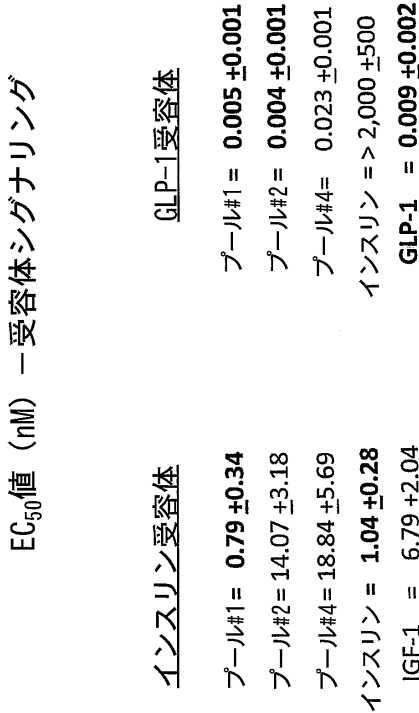 EC50値（nM）－受容体シグナリング
インスリン受容体
プール#1 = 0.79 ±0.34
プール#2 = 14.07 ±3.18
プール#4 = 18.84 ±5.69
インスリン = 1.04 ±0.28
IGF-1 = 6.79 ±2.04
GLP-1受容体
プール#1 = 0.005 ±0.001
プール#2 = 0.004 ±0.001
プール#4= 0.023 ±0.001
インスリン => 2,000 ±500
GLP-1 = 0.009 ±0.002